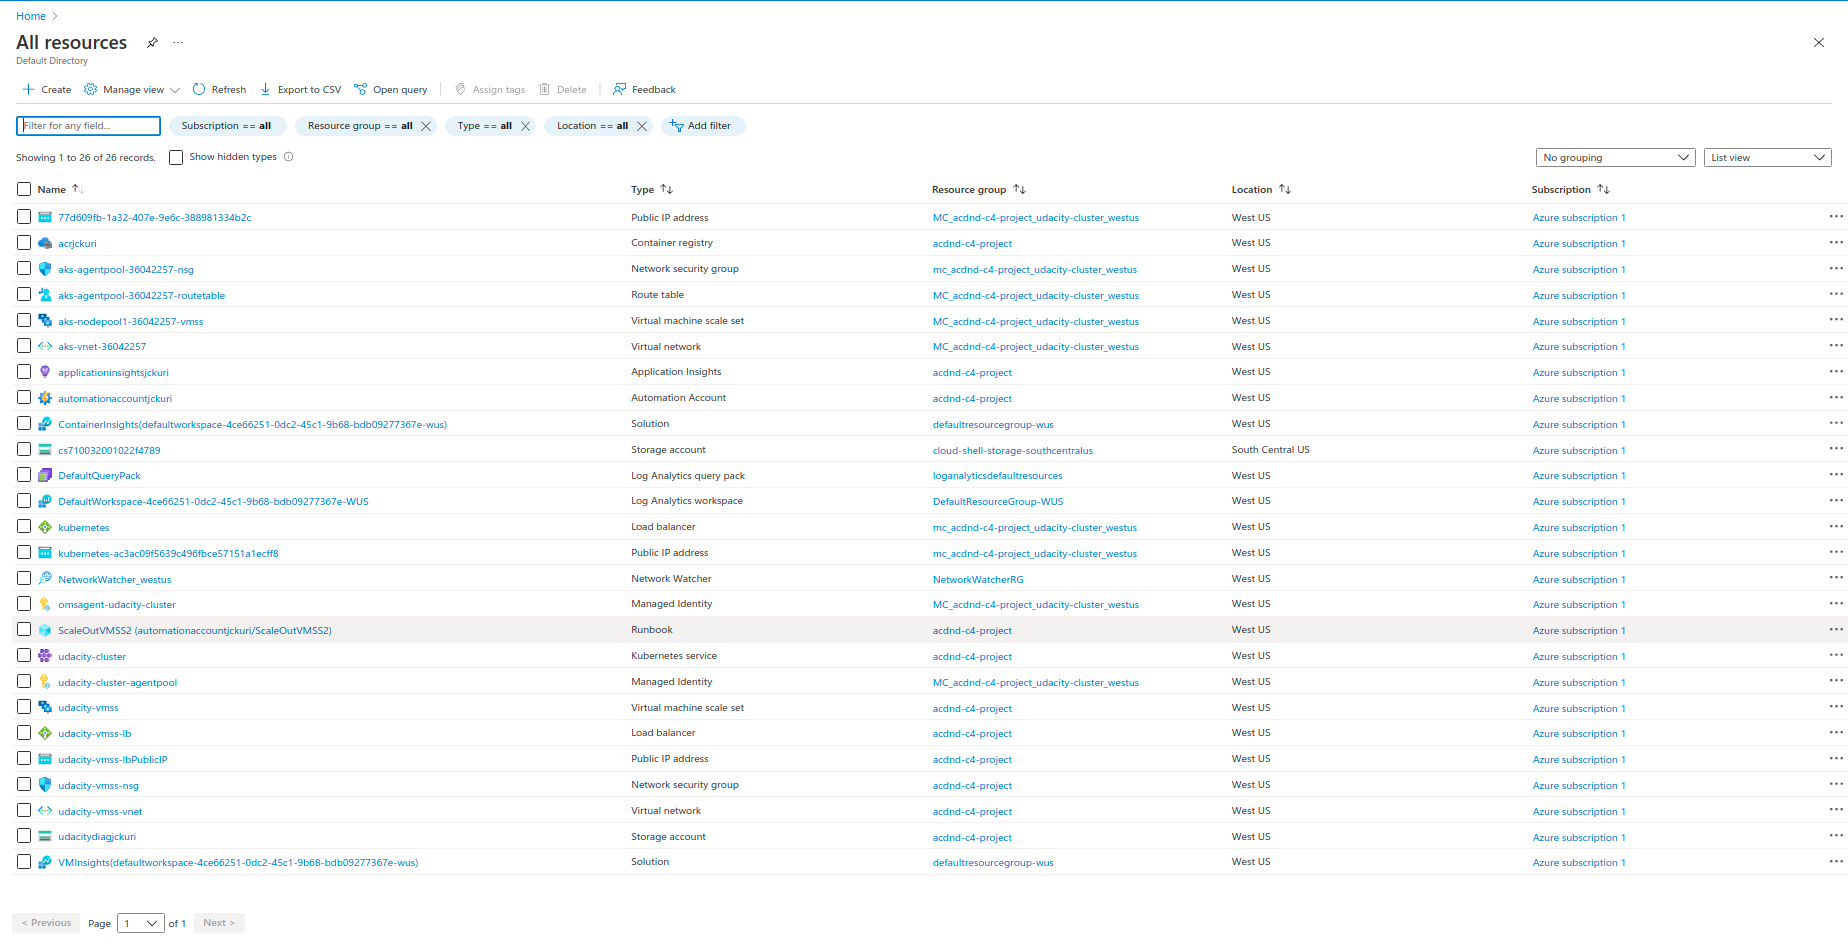 Home
All resources
Default Directory
Create Manage view Refresh Export to CSV Open query Assign tags Delete Feedback
Filter for any field... Subscription == all Resource group == all Type == all Location == all Add filter
Showing 1 to 26 of 26 records. Show hidden types No grouping List view
Name Type Resource group Location Subscription
77d609fb-1a32-407e-9e6c-388981334b2c Public IP address MC_acdnd-c4-project_udacity-cluster_westus West US Azure subscription 1
acrjckuri Container registry acdnd-c4-project West US Azure subscription 1
aks-agentpool-36042257-nsg Network security group mc_acdnd-c4-project_udacity-cluster_westus West US Azure subscription 1
aks-agentpool-36042257-routetable Route table MC_acdnd-c4-project_udacity-cluster_westus West US Azure subscription 1
aks-nodepool1-36042257-vmss Virtual machine scale set MC_acdnd-c4-project_udacity-cluster_westus West US Azure subscription 1
aks-vnet-36042257 Virtual network MC_acdnd-c4-project_udacity-cluster_westus West US Azure subscription 1
applicationinsightsjckuri Application Insights acdnd-c4-project West US Azure subscription 1
automationaccountjckuri Automation Account acdnd-c4-project West US Azure subscription 1
ContainerInsights(defaultworkspace-4ce66251-0dc2-45c1-9b68-bdb09277367e-wus) Solution defaultresourcegroup-wus West US Azure subscription 1
cs710032001022f4789 Storage account cloud-shell-storage-southcentralus South Central US Azure subscription 1
DefaultQueryPack Log Analytics query pack loganalyticsdefaultresources West US Azure subscription 1
DefaultWorkspace-4ce66251-0dc2-45c1-9b68-bdb09277367e-WUS Log Analytics workspace DefaultResourceGroup-WUS West US Azure subscription 1
kubernetes Load balancer mc_acdnd-c4-project_udacity-cluster_westus West US Azure subscription 1
kubernetes-ac3ac09f5639c496fbce57151a1ecff8 Public IP address mc_acdnd-c4-project_udacity-cluster_westus West US Azure subscription 1
NetworkWatcher_westus Network Watcher NetworkWatcherRG West US Azure subscription 1
omsagent-udacity-cluster Managed Identity MC_acdnd-c4-project_udacity-cluster_westus West US Azure subscription 1
ScaleOutVMSS2 (automationaccountjckuri/ScaleOutVMSS2) Runbook acdnd-c4-project West US Azure subscription 1
udacity-cluster Kubernetes service acdnd-c4-project West US Azure subscription 1
udacity-cluster-agentpool Managed Identity MC_acdnd-c4-project_udacity-cluster_westus West US Azure subscription 1
udacity-vmss Virtual machine scale set acdnd-c4-project West US Azure subscription 1
udacity-vmss-lb Load balancer acdnd-c4-project West US Azure subscription 1
udacity-vmss-lbPublicIP Public IP address acdnd-c4-project West US Azure subscription 1
udacity-vmss-nsg Network security group acdnd-c4-project West US Azure subscription 1
udacity-vmss-vnet Virtual network acdnd-c4-project West US Azure subscription 1
udacitydiagjckuri Storage account acdnd-c4-project West US Azure subscription 1
VMInsights(defaultworkspace-4ce66251-0dc2-45c1-9b68-bdb09277367e-wus) Solution defaultresourcegroup-wus West US Azure subscription 1
< Previous Page 1 of 1 Next >